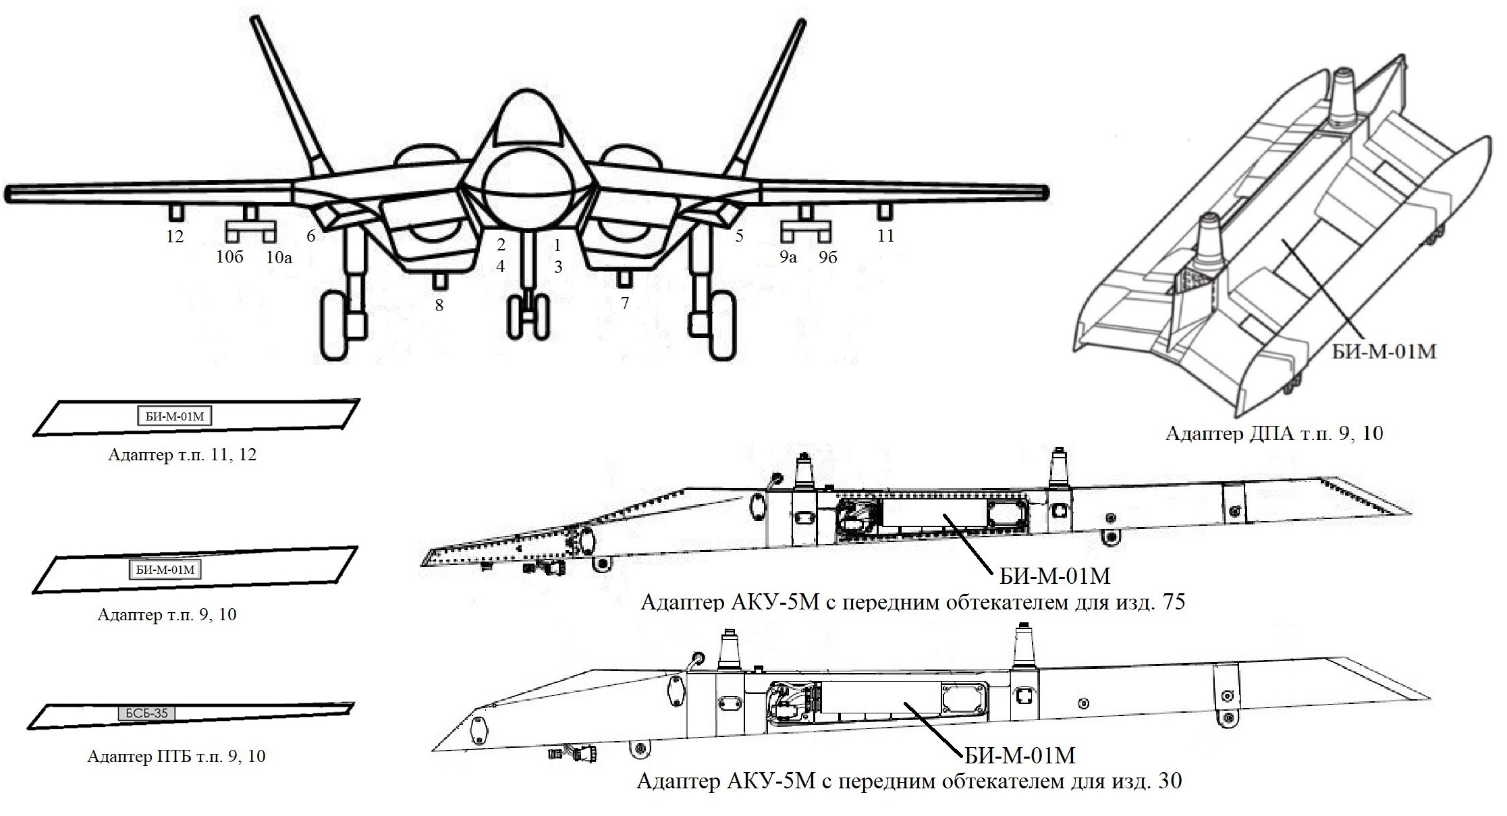 12
10б
10а
6
2
1
4
3
8
7
5
9а
9б
11
БИ-М-01М
Адаптер ДПА т.п. 9, 10
БИ-М-01М
Адаптер т.п. 11, 12
БИ-М-01М
Адаптер т.п. 9, 10
БСБ-35
Адаптер ПТБ т.п. 9, 10
БИ-М-01М
Адаптер АКУ-5М с передним обтекателем для изд. 75
БИ-М-01М
Адаптер АКУ-5М с передним обтекателем для изд. 30